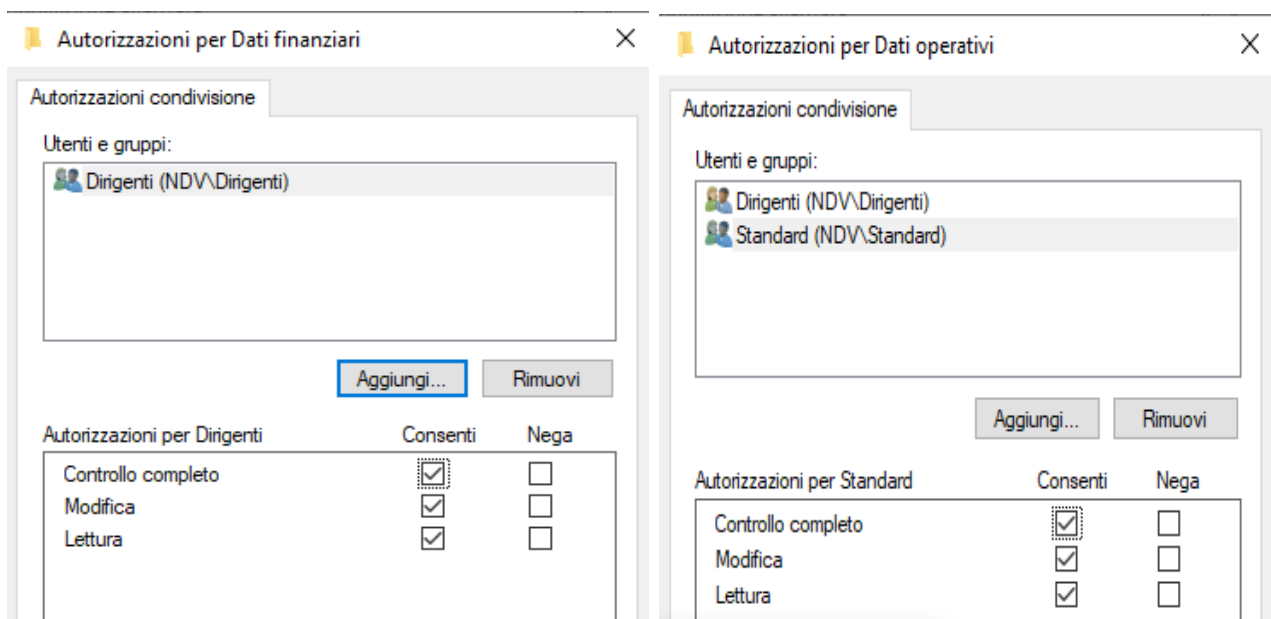 Autorizzazioni per Dati finanziari
Autorizzazioni condivisione
Utenti e gruppi:
Dirigenti (NDV\Dirigenti)
Aggiungi...
Rimuovi
Autorizzazioni per Dirigenti Consenti Nega
Controllo completo
Modifica
Lettura
Autorizzazioni per Dati operativi
Autorizzazioni condivisione
Utenti e gruppi:
Dirigenti (NDV\Dirigenti)
Standard (NDV\Standard)
Aggiungi...
Rimuovi
Autorizzazioni per Standard Consenti Nega
Controllo completo
Modifica
Lettura